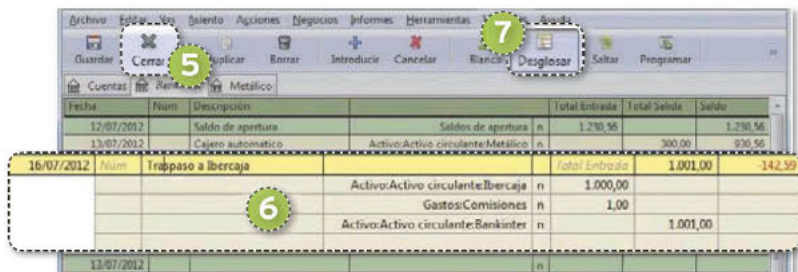 Archivo Editar Ver Asiento Acciones Negocios Informes Herramientas Ayuda
7
Guardar Cerrar Duplicar Borrar Introducir Cancelar Blanco Desglosar Saltar Programar
5
Cuentas Metálico
Fecha Núm Descripción Total Entrada Total Salida Saldo
12/07/2012 Saldo de apertura Saldos de apertura n 1.230,56 1.230,56
13/07/2012 Cajero automatico Activo:Activo circulante:Metálico n 300,00 930,56
16/07/2012 Núm Traspaso a Ibercaja Total Entrada 1.001,00 -142,59
Activo:Activo circulante:Ibercaja n 1.000,00
6
Gastos:Comisiones n 1,00
Activo:Activo circulante:Bankinter n 1.001,00
13/07/2012 n